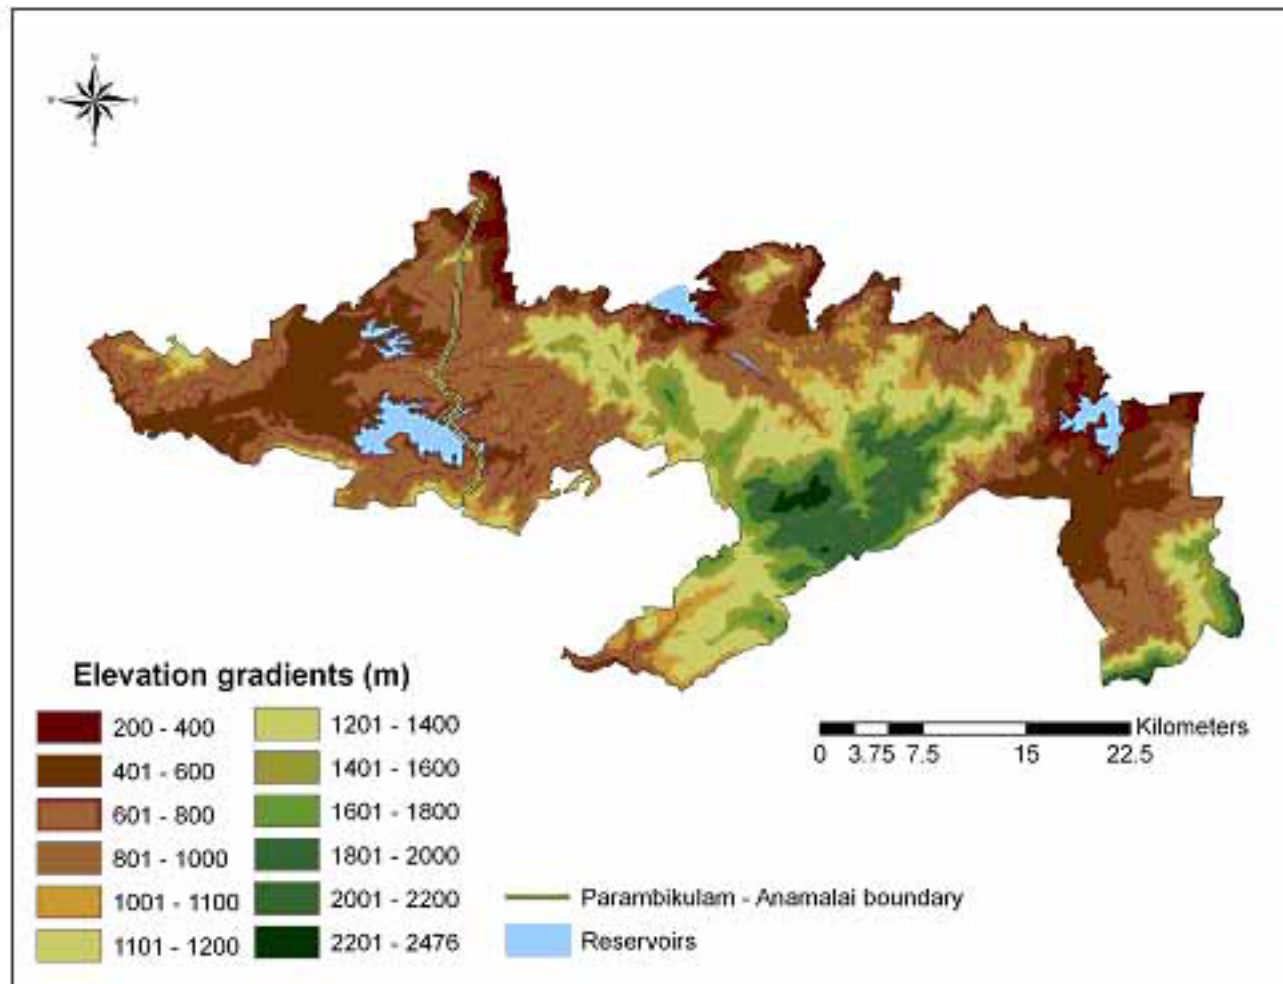 N
W E
S
Elevation gradients (m)
200 - 400
401 - 600
601 - 800
801 - 1000
1001 - 1100
1101 - 1200
1201 - 1400
1401 - 1600
1601 - 1800
1801 - 2000
2001 - 2200
2201 - 2476
Kilometers
0 3.75 7.5 15 22.5
Parambikulam - Anamalai boundary
Reservoirs